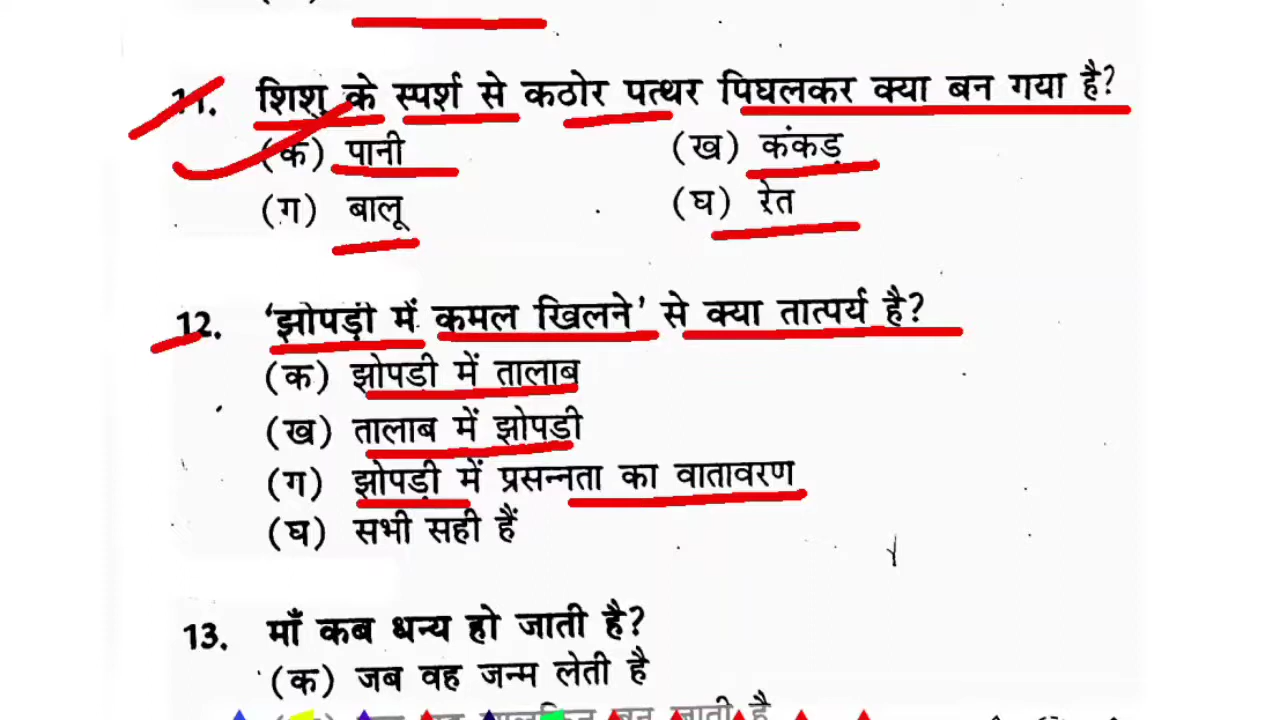 11. शिशु के स्पर्श से कठोर पत्थर पिघलकर क्या बन गया है?
(क) पानी (ख) कंकड़
(ग) बालू (घ) रेत
12. 'झोपड़ी में कमल खिलने' से क्या तात्पर्य है?
(क) झोपडी में तालाब
(ख) तालाब में झोपडी
(ग) झोपड़ी में प्रसन्नता का वातावरण
(घ) सभी सही हैं
13. माँ कब धन्य हो जाती है?
(क) जब वह जन्म लेती है
बन जाती है